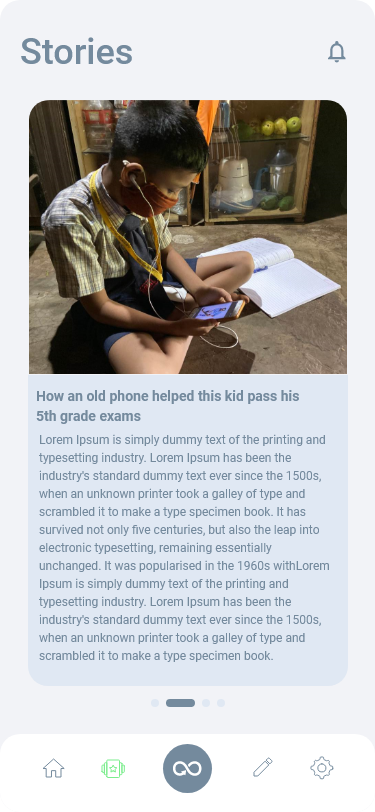 Stories
How an old phone helped this kid pass his
5th grade exams
Lorem Ipsum is simply dummy text of the printing and
typesetting industry. Lorem Ipsum has been the
industry's standard dummy text ever since the 1500s,
when an unknown printer took a galley of type and
scrambled it to make a type specimen book. It has
survived not only five centuries, but also the leap into
electronic typesetting, remaining essentially
unchanged. It was popularised in the 1960s withLorem
Ipsum is simply dummy text of the printing and
typesetting industry. Lorem Ipsum has been the
industry's standard dummy text ever since the 1500s,
when an unknown printer took a galley of type and
scrambled it to make a type specimen book.